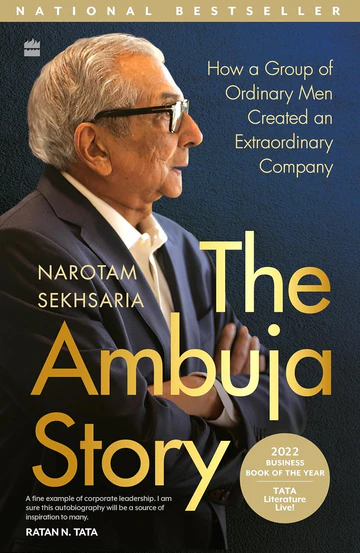 NATIONAL BESTSELLER
How a Group of
Ordinary Men
Created an
Extraordinary
Company
NAROTAM
SEKHSARIA
The
Ambuja
Story
2022
BUSINESS
BOOK OF THE YEAR
TATA
Literature
Live!
A fine example of corporate leadership. I am
sure this autobiography will be a source of
inspiration to many.
RATAN N. TATA